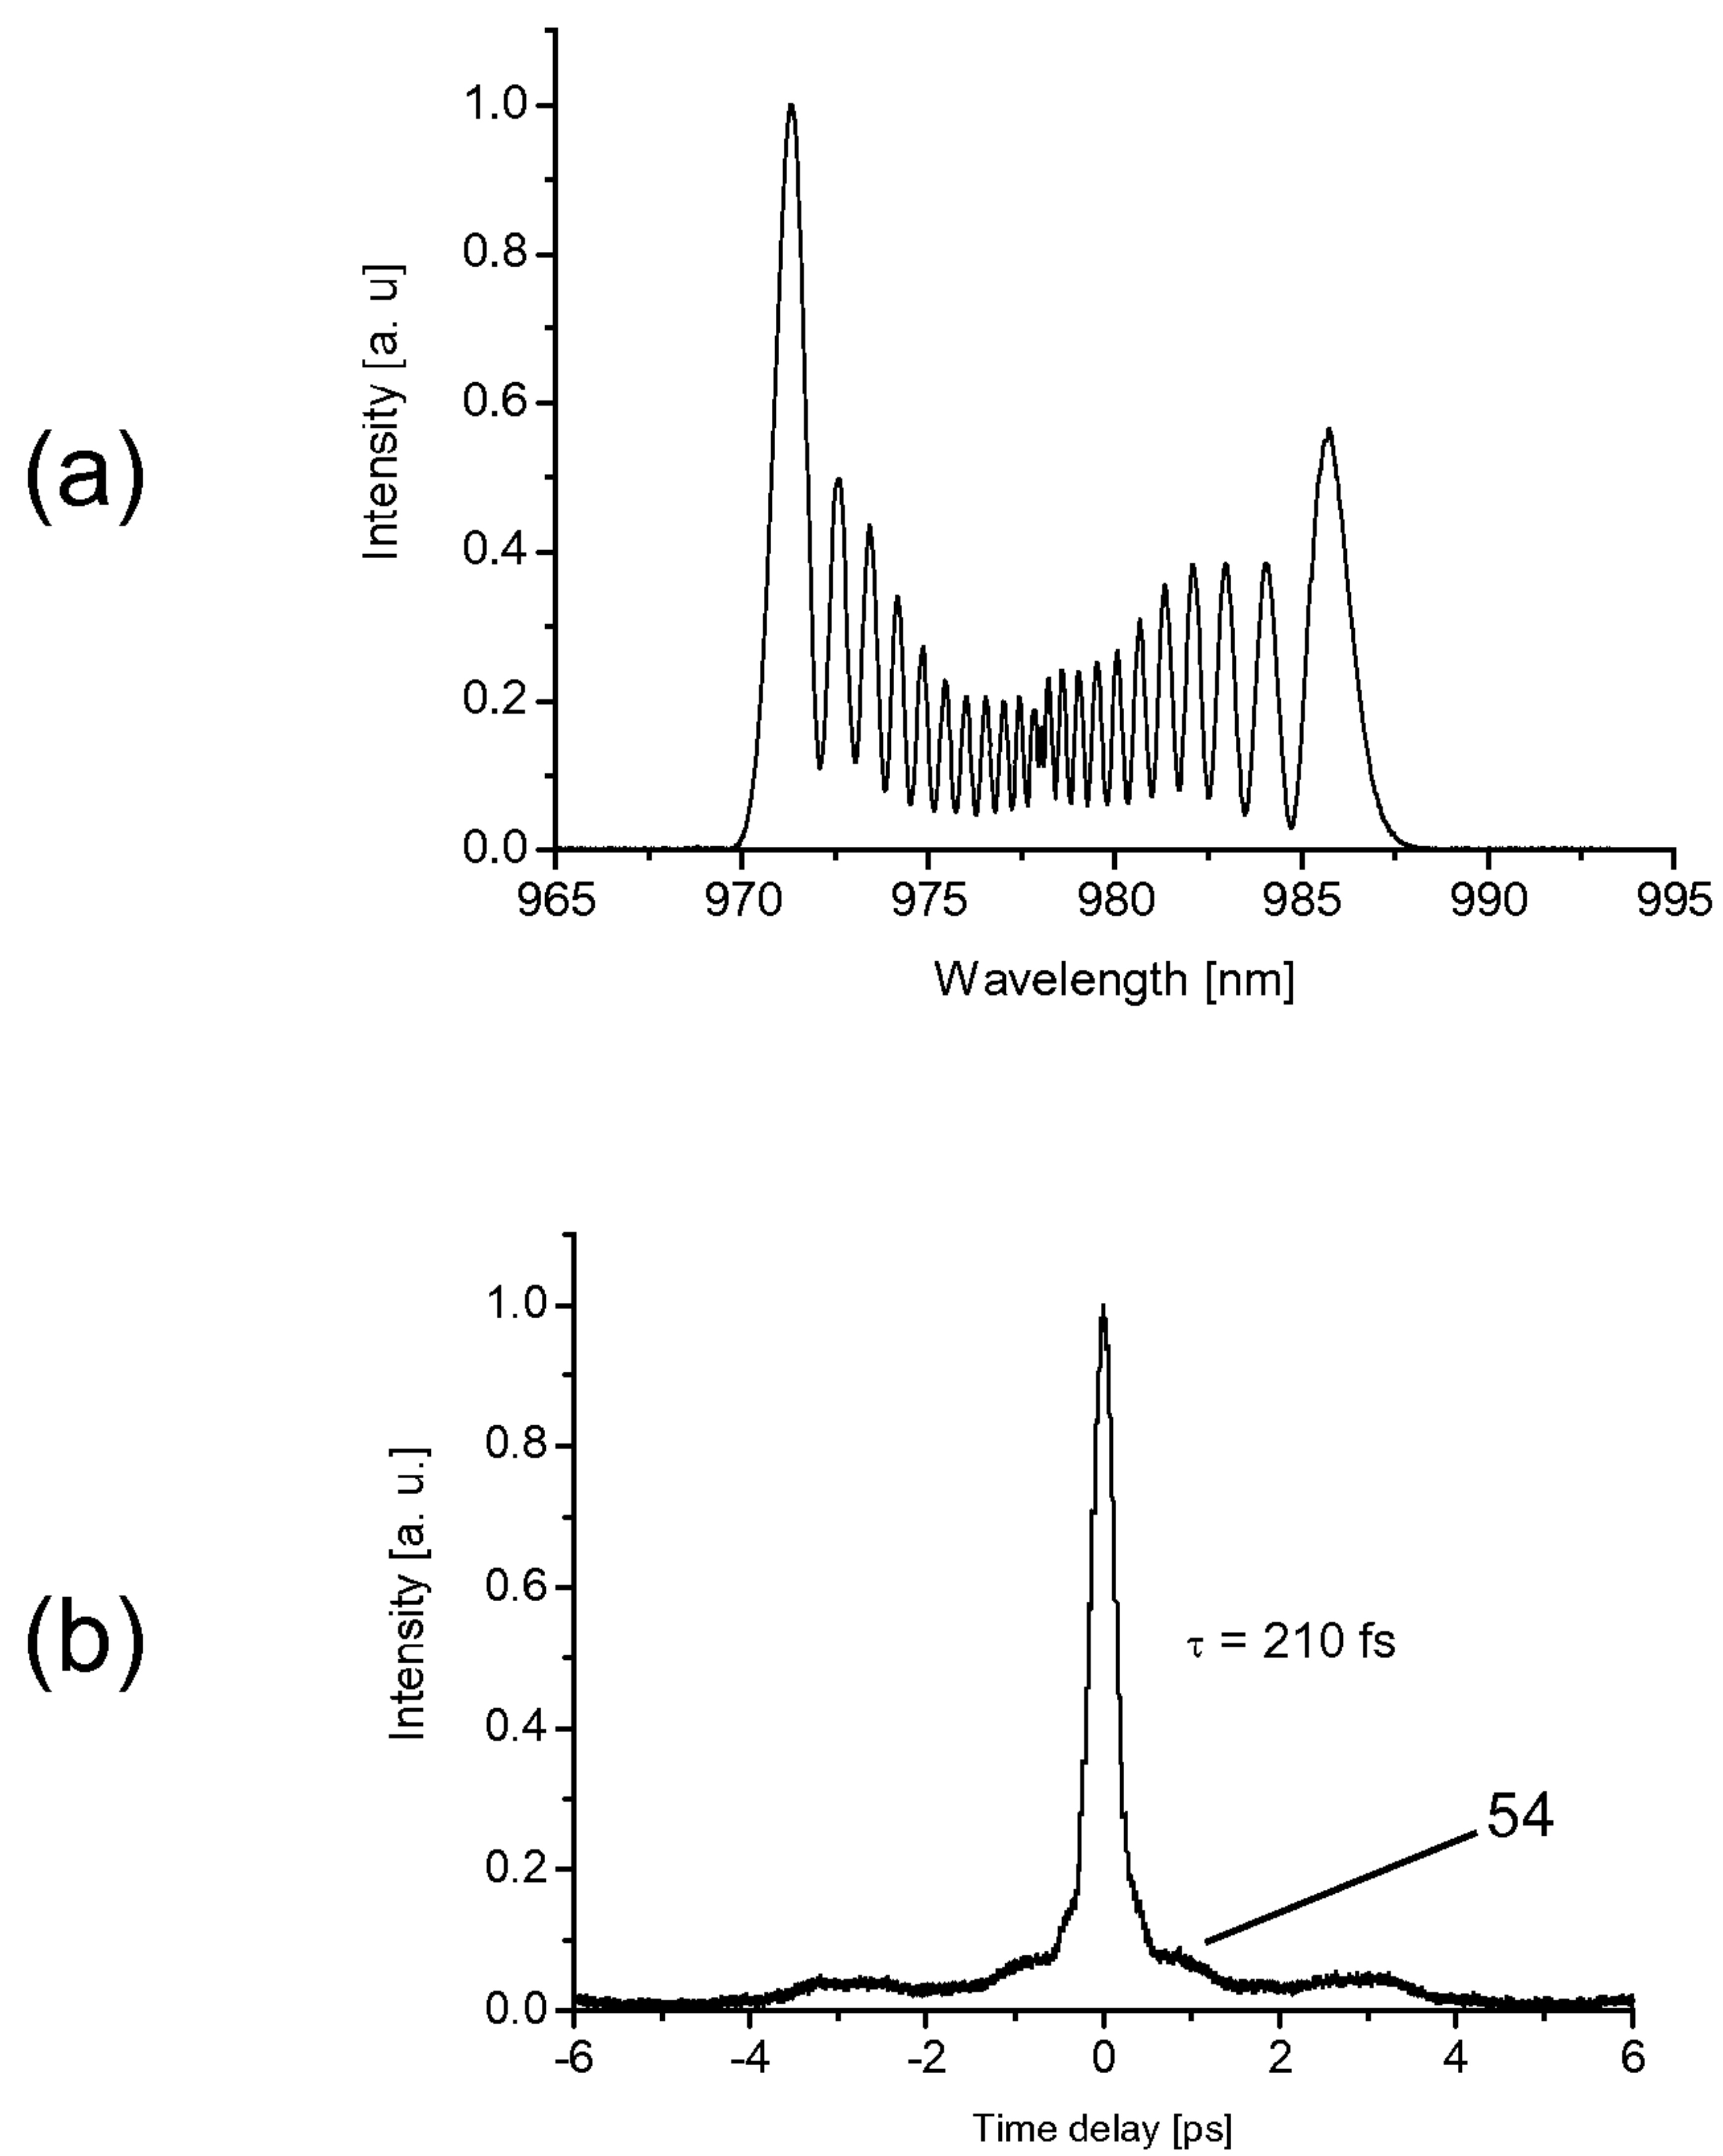 (a)
Intensity [a. u]
1.0
0.8
0.6
0.4
0.2
0.0
965 970 975 980 985 990 995
Wavelength [nm]
(b)
Intensity [a. u.]
1.0
0.8
0.6
0.4
0.2
0.0
τ = 210 fs
54
-6 -4 -2 0 2 4 6
Time delay [ps]